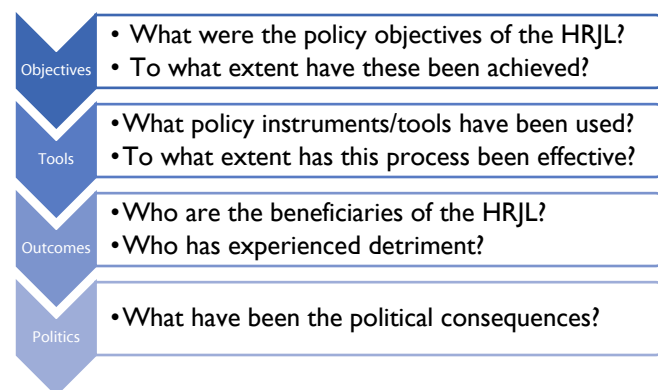 Objectives
• What were the policy objectives of the HRJL?
• To what extent have these been achieved?
Tools
•What policy instruments/tools have been used?
•To what extent has this process been effective?
Outcomes
•Who are the beneficiaries of the HRJL?
•Who has experienced detriment?
Politics
•What have been the political consequences?